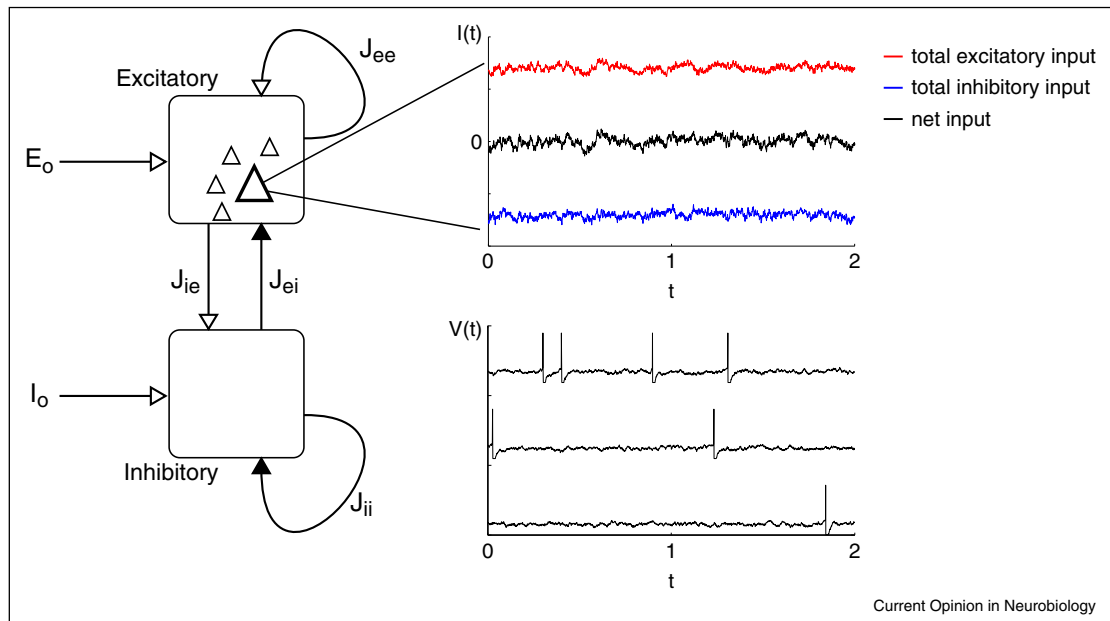 Excitatory
J_ee
E_o
J_ie
J_ei
I_o
Inhibitory
J_ii
I(t)
0
0 1 2
t
total excitatory input
total inhibitory input
net input
V(t)
0 1 2
t
Current Opinion in Neurobiology